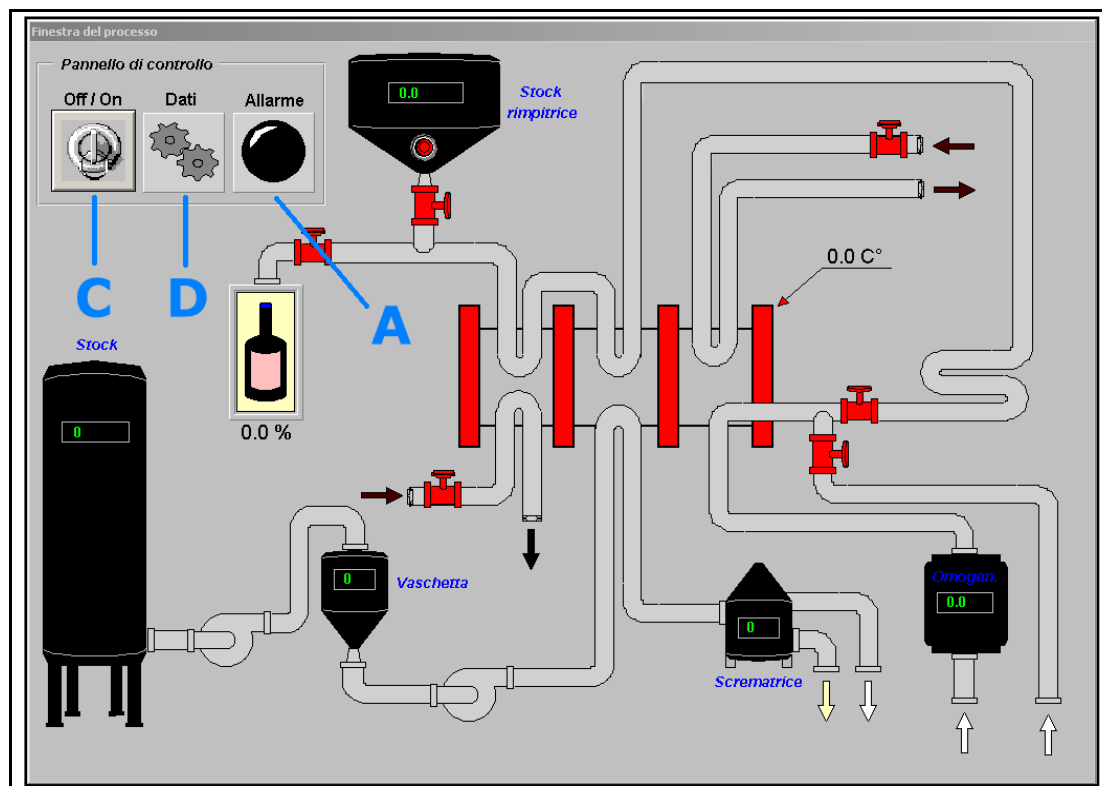 Finestra del processo
Pannello di controllo
Off / On
Dati
Allarme
0.0
Stock
rimpitrice
C
D
A
0.0 C°
Stock
0
0.0 %
0
Vaschetta
Omogen.
0.0
0
Scrematrice